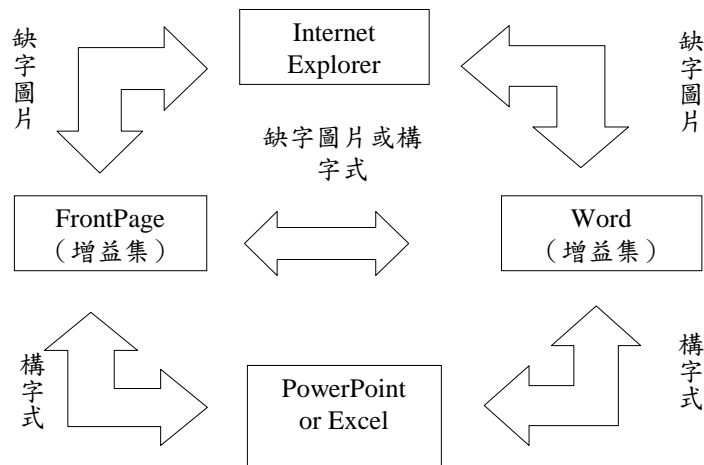 缺字圖片
Internet
Explorer
缺字圖片
缺字圖片或構
字式
FrontPage
（增益集）
Word
（增益集）
構字式
PowerPoint
or Excel
構字式